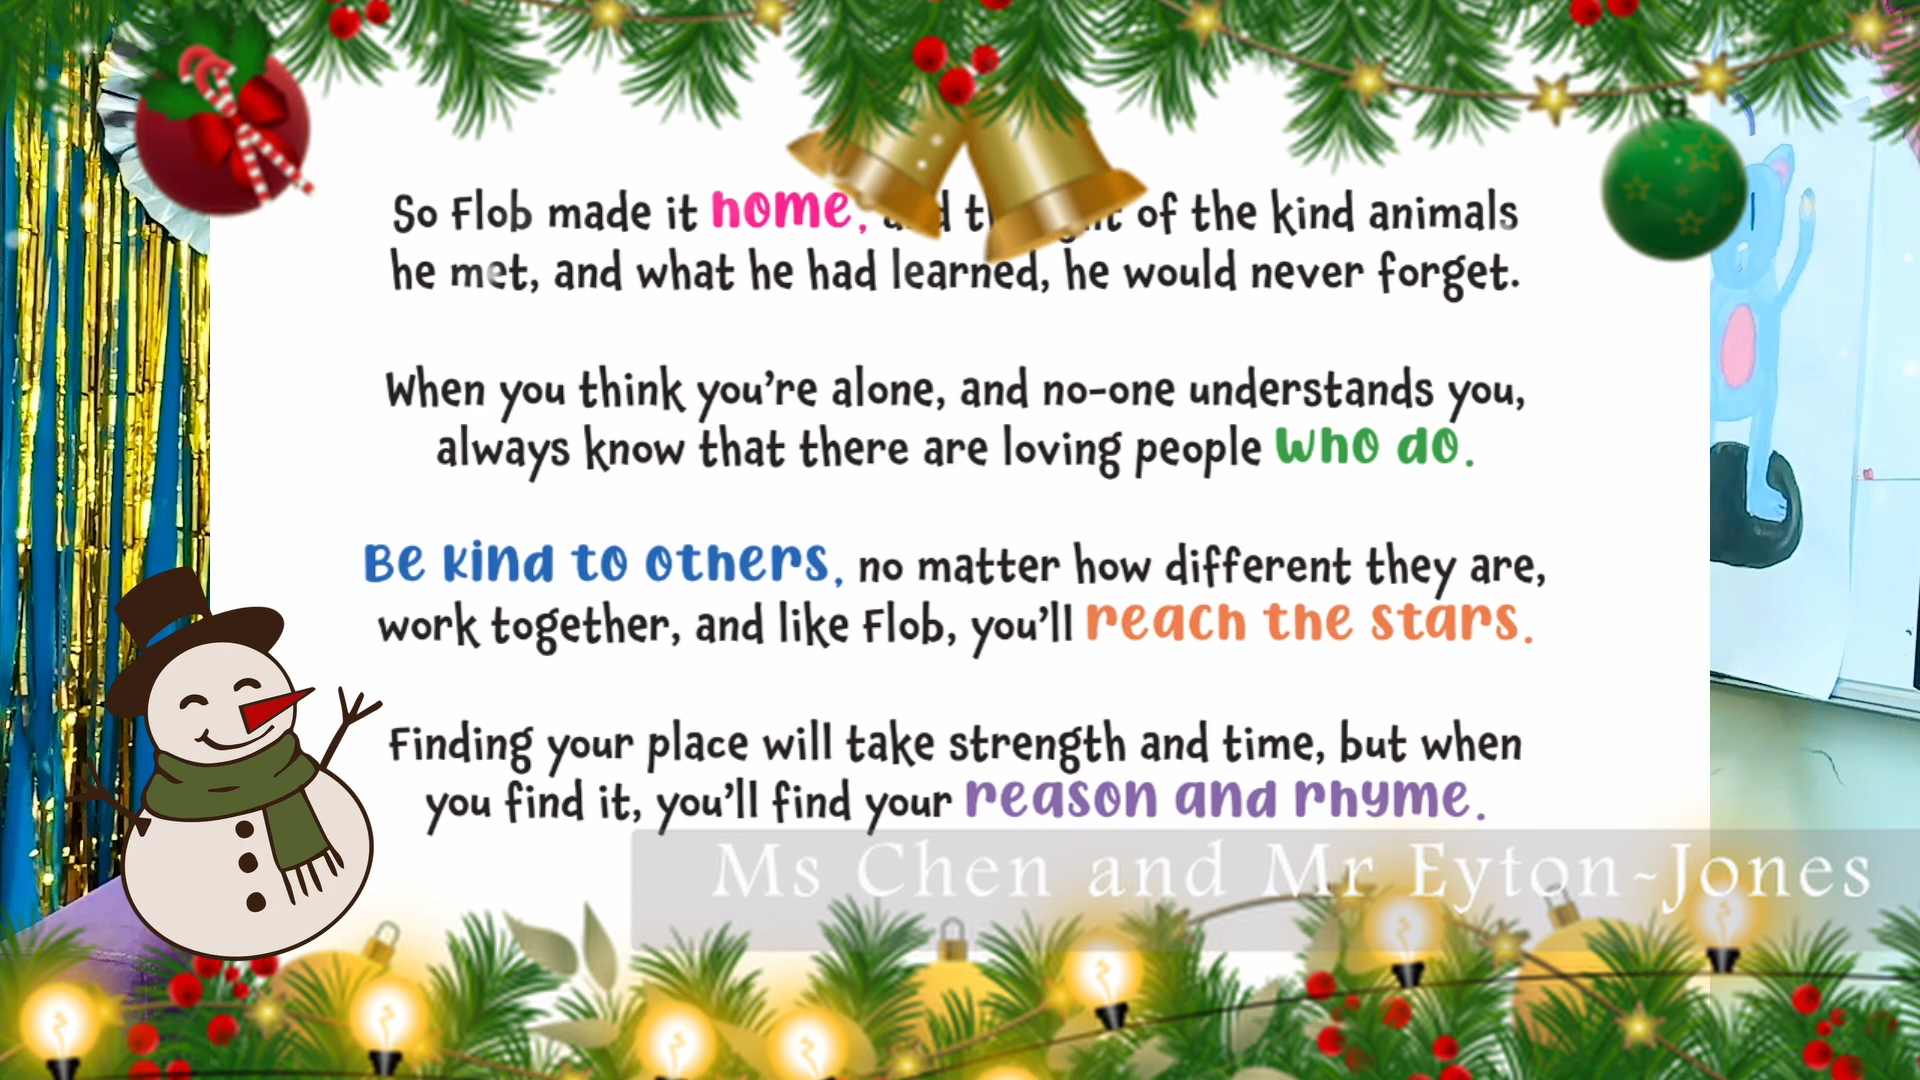 So Flob made it home, of the kind animals
he met, and what he had learned, he would never forget.
When you think you're alone, and no-one understands you,
always know that there are loving people who do.
Be kind to others, no matter how different they are,
work together, and like Flob, you'll reach the stars.
Finding your place will take strength and time, but when
you find it, you'll find your reason and rhyme.
Ms Chen and Mr Eyton-Jones